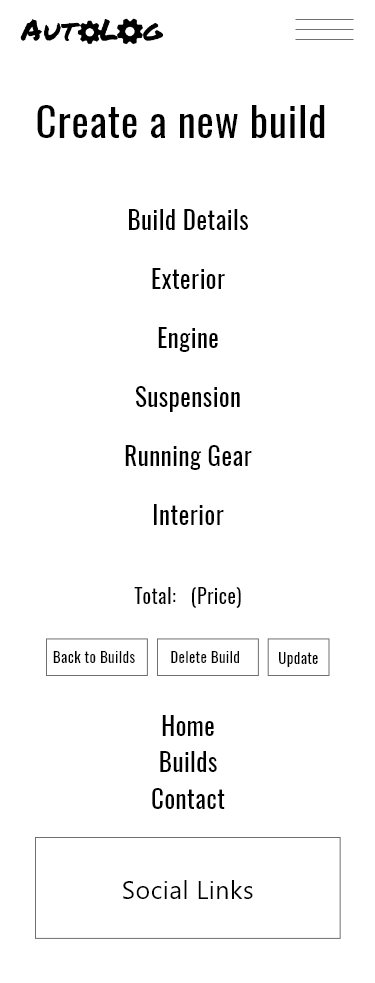 AutoLog
Create a new build
Build Details
Exterior
Engine
Suspension
Running Gear
Interior
Total: (Price)
Back to Builds Delete Build Update
Home
Builds
Contact
Social Links